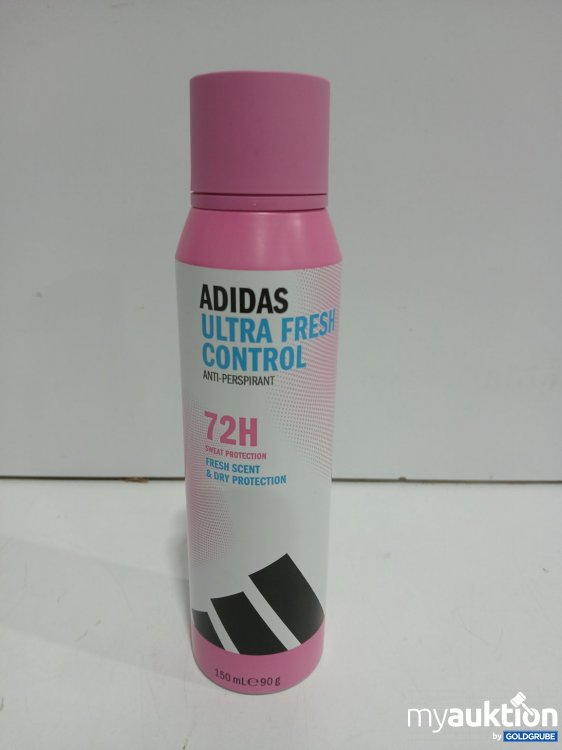 ADIDAS
ULTRA FRESH
CONTROL
ANTI-PERSPIRANT
72H
SWEAT PROTECTION
FRESH SCENT
& DRY PROTECTION
150 mL ℮ 90 g
myauktion
by GOLDGRUBE